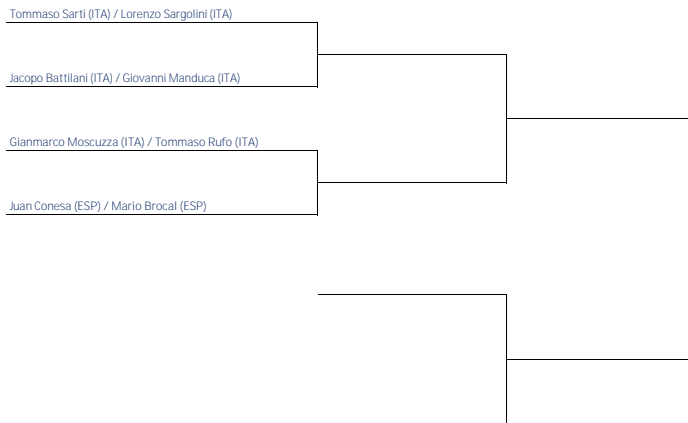 Tommaso Sarti (ITA) / Lorenzo Sargolini (ITA)
Jacopo Battilani (ITA) / Giovanni Manduca (ITA)
Gianmarco Moscuzza (ITA) / Tommaso Rufo (ITA)
Juan Conesa (ESP) / Mario Brocal (ESP)